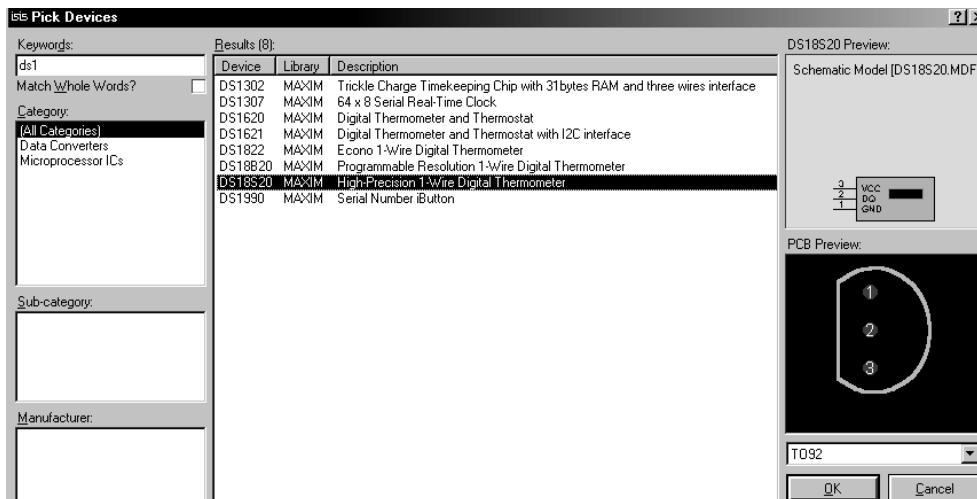 isis Pick Devices
Keywords:
ds1
Match Whole Words?
Category:
(All Categories)
Data Converters
Microprocessor ICs
Sub-category:
Manufacturer:
Results (8):
Device Library Description
DS1302 MAXIM Trickle Charge Timekeeping Chip with 31bytes RAM and three wires interface
DS1307 MAXIM 64 x 8 Serial Real-Time Clock
DS1620 MAXIM Digital Thermometer and Thermostat
DS1621 MAXIM Digital Thermometer and Thermostat with I2C interface
DS1822 MAXIM Econo 1-Wire Digital Thermometer
DS18B20 MAXIM Programmable Resolution 1-Wire Digital Thermometer
DS18S20 MAXIM High-Precision 1-Wire Digital Thermometer
DS1990 MAXIM Serial Number iButton
DS18S20 Preview:
Schematic Model [DS18S20.MDF
3 VCC
2 DQ
1 GND
PCB Preview:
1
2
3
TO92
OK Cancel